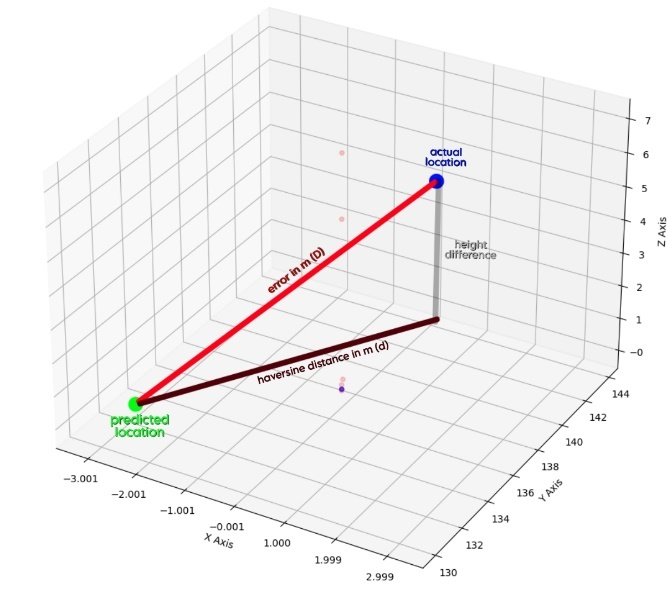 7
6
5
4
3
2
1
−0
Z Axis
actual
location
height
difference
error in m (D)
haversine distance in m (d)
predicted
location
−3.001
−2.001
−1.001
−0.001
1.000
1.999
2.999
X Axis
130
132
134
136
138
140
142
144
Y Axis